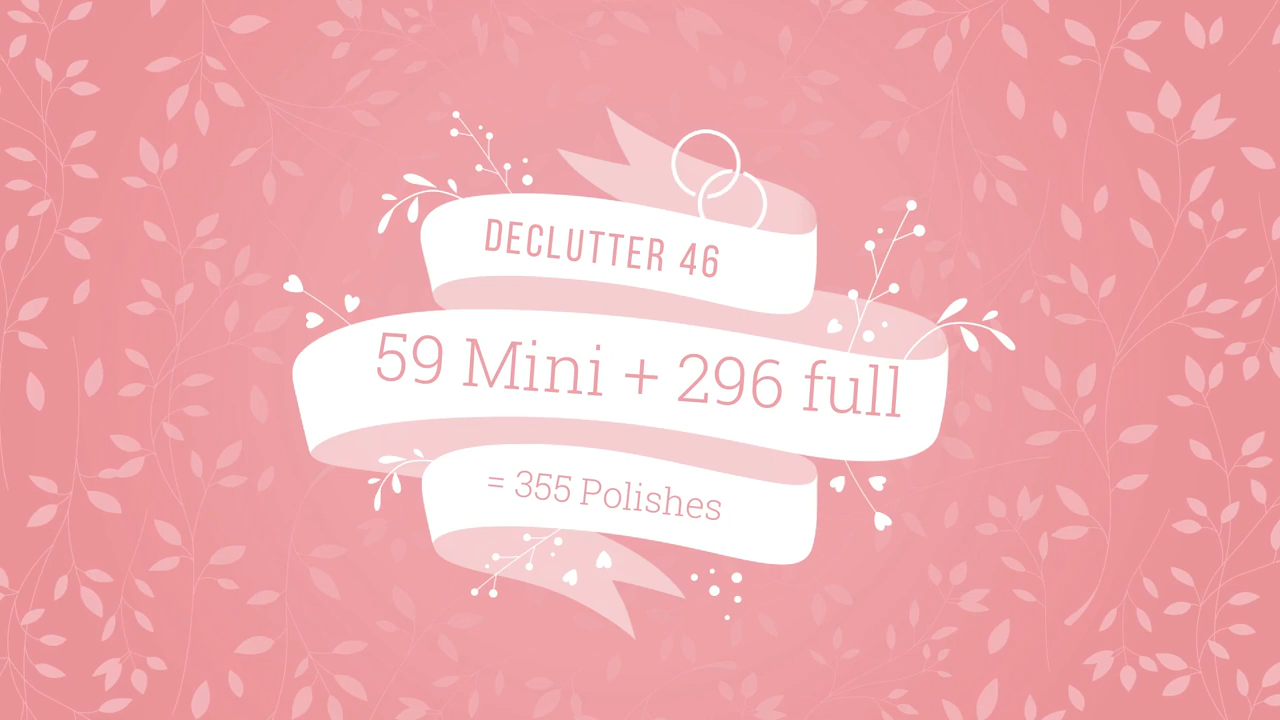 DECLUTTER 46
59 Mini + 296 full
= 355 Polishes